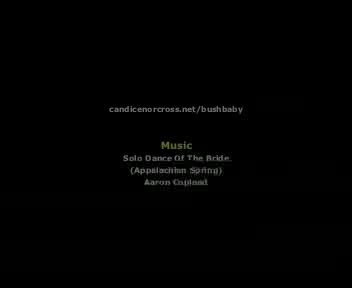 candicenorcross.net/bushbaby
Music
Solo Dance Of The Bride.
(Appalachian Spring)
Aaron Copland